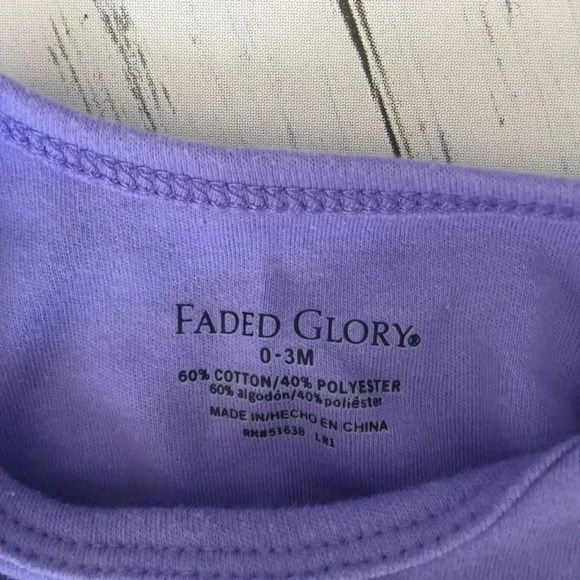 FADED GLORY®
0-3M
60% COTTON/40% POLYESTER
60% algodón/40% poliéster
MADE IN/HECHO EN CHINA
RN#51638 LR1